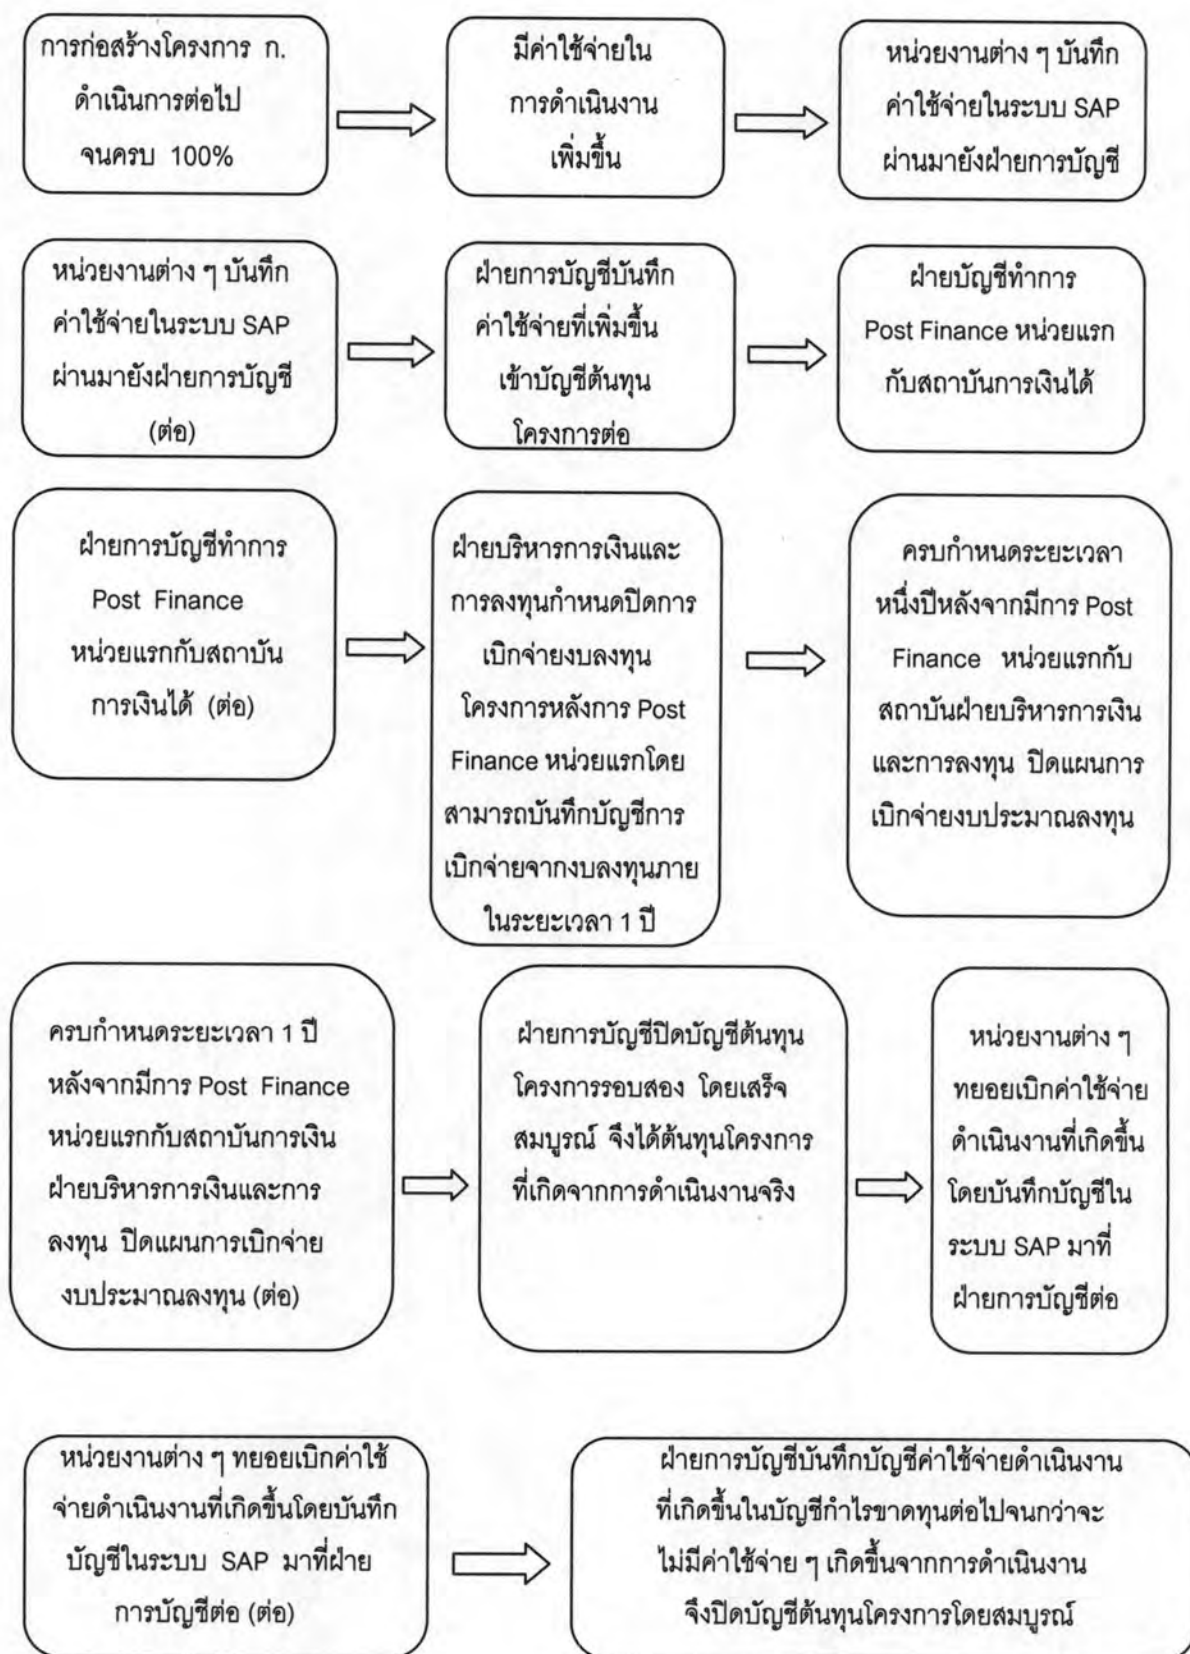 การก่อสร้างโครงการ ก.
ดำเนินการต่อไป
จนครบ 100%
มีค่าใช้จ่ายใน
การดำเนินงาน
เพิ่มขึ้น
หน่วยงานต่าง ๆ บันทึก
ค่าใช้จ่ายในระบบ SAP
ผ่านมายังฝ่ายการบัญชี
หน่วยงานต่าง ๆ บันทึก
ค่าใช้จ่ายในระบบ SAP
ผ่านมายังฝ่ายการบัญชี
(ต่อ)
ฝ่ายการบัญชีบันทึก
ค่าใช้จ่ายที่เพิ่มขึ้น
เข้าบัญชีต้นทุน
โครงการต่อ
ฝ่ายบัญชีทำการ
Post Finance หน่วยแรก
กับสถาบันการเงินได้
ฝ่ายการบัญชีทำการ
Post Finance
หน่วยแรกกับสถาบัน
การเงินได้ (ต่อ)
ฝ่ายบริหารการเงินและ
การลงทุนกำหนดปิดการ
เบิกจ่ายงบลงทุน
โครงการหลังการ Post
Finance หน่วยแรกโดย
สามารถบันทึกบัญชีการ
เบิกจ่ายจากงบลงทุนภาย
ในระยะเวลา 1 ปี
ครบกำหนดระยะเวลา
หนึ่งปีหลังจากมีการ Post
Finance หน่วยแรกกับ
สถาบันฝ่ายบริหารการเงิน
และการลงทุน ปิดแผนการ
เบิกจ่ายงบประมาณลงทุน
ครบกำหนดระยะเวลา 1 ปี
หลังจากมีการ Post Finance
หน่วยแรกกับสถาบันการเงิน
ฝ่ายบริหารการเงินและการ
ลงทุน ปิดแผนการเบิกจ่าย
งบประมาณลงทุน (ต่อ)
ฝ่ายการบัญชีปิดบัญชีต้นทุน
โครงการรอบสอง โดยเสร็จ
สมบูรณ์ จึงได้ต้นทุนโครงการ
ที่เกิดจากการดำเนินงานจริง
หน่วยงานต่าง ๆ
ทยอยเบิกค่าใช้จ่าย
ดำเนินงานที่เกิดขึ้น
โดยบันทึกบัญชีใน
ระบบ SAP มาที่
ฝ่ายการบัญชีต่อ
หน่วยงานต่าง ๆ ทยอยเบิกค่าใช้
จ่ายดำเนินงานที่เกิดขึ้นโดยบันทึก
บัญชีในระบบ SAP มาที่ฝ่าย
การบัญชีต่อ (ต่อ)
ฝ่ายการบัญชีบันทึกบัญชีค่าใช้จ่ายดำเนินงาน
ที่เกิดขึ้นในบัญชีกำไรขาดทุนต่อไปจนกว่าจะ
ไม่มีค่าใช้จ่าย ๆ เกิดขึ้นจากการดำเนินงาน
จึงปิดบัญชีต้นทุนโครงการโดยสมบูรณ์